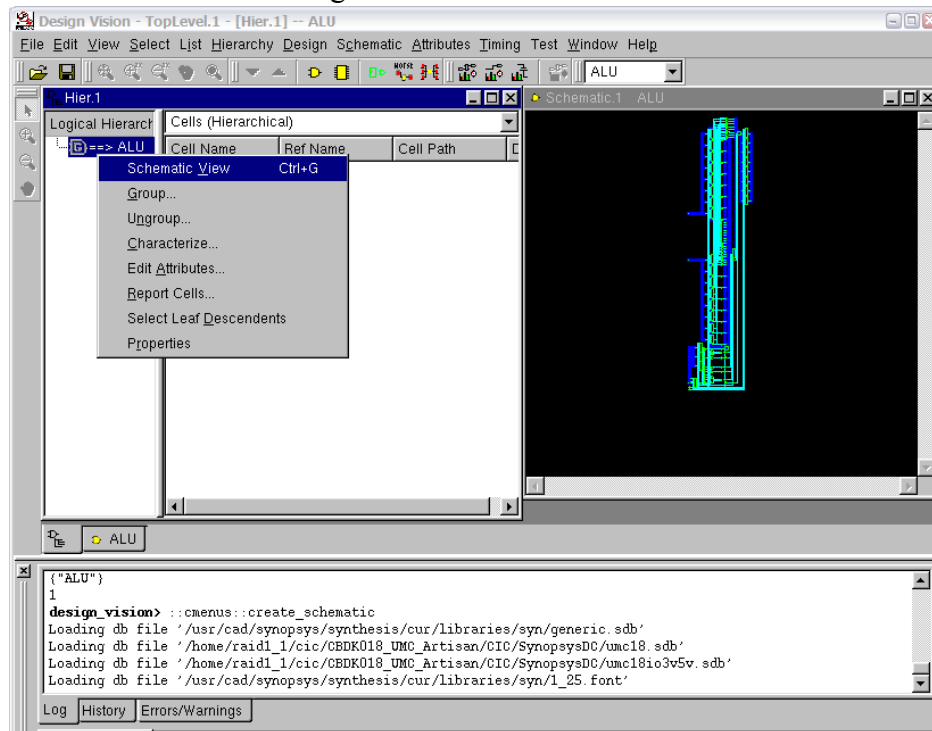 Design Vision - TopLevel.1 - [Hier.1] -- ALU
File Edit View Select List Hierarchy Design Schematic Attributes Timing Test Window Help
ALU
Hier.1
Schematic.1 ALU
Logical Hierarch
Cells (Hierarchical)
==> ALU
Cell Name Ref Name Cell Path D
Schematic View Ctrl+G
Group...
Ungroup...
Characterize...
Edit Attributes...
Report Cells...
Select Leaf Descendents
Properties
ALU
{"ALU"}
1
design_vision> ::cmenus::create_schematic
Loading db file '/usr/cad/synopsys/synthesis/cur/libraries/syn/generic.sdb'
Loading db file '/home/raid1_1/cic/CBDK018_UMC_Artisan/CIC/SynopsysDC/umc18.sdb'
Loading db file '/home/raid1_1/cic/CBDK018_UMC_Artisan/CIC/SynopsysDC/umc18io3v5v.sdb'
Loading db file '/usr/cad/synopsys/synthesis/cur/libraries/syn/1_25.font'
Log History Errors/Warnings